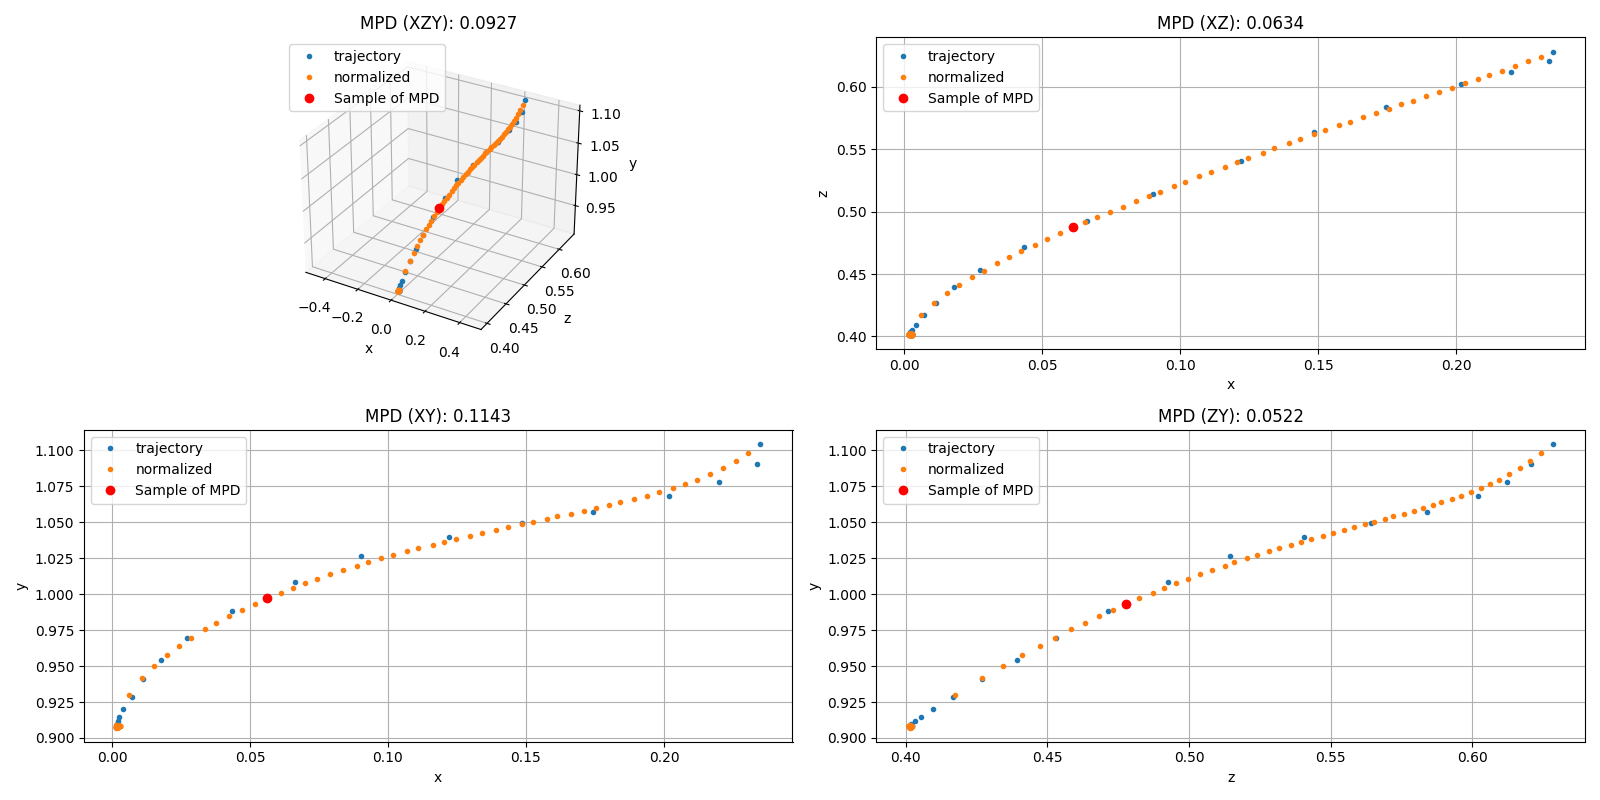 MPD (XZY): 0.0927
trajectory
normalized
Sample of MPD
1.10
1.05
1.00
0.95
y
0.60
0.55
0.50
0.45
0.40
z
−0.4
−0.2
0.0
0.2
0.4
x
MPD (XZ): 0.0634
trajectory
normalized
Sample of MPD
0.60
0.55
0.50
0.45
0.40
z
0.00 0.05 0.10 0.15 0.20
x
MPD (XY): 0.1143
trajectory
normalized
Sample of MPD
1.100
1.075
1.050
1.025
1.000
0.975
0.950
0.925
0.900
y
0.00 0.05 0.10 0.15 0.20
x
MPD (ZY): 0.0522
trajectory
normalized
Sample of MPD
1.100
1.075
1.050
1.025
1.000
0.975
0.950
0.925
0.900
y
0.40 0.45 0.50 0.55 0.60
z